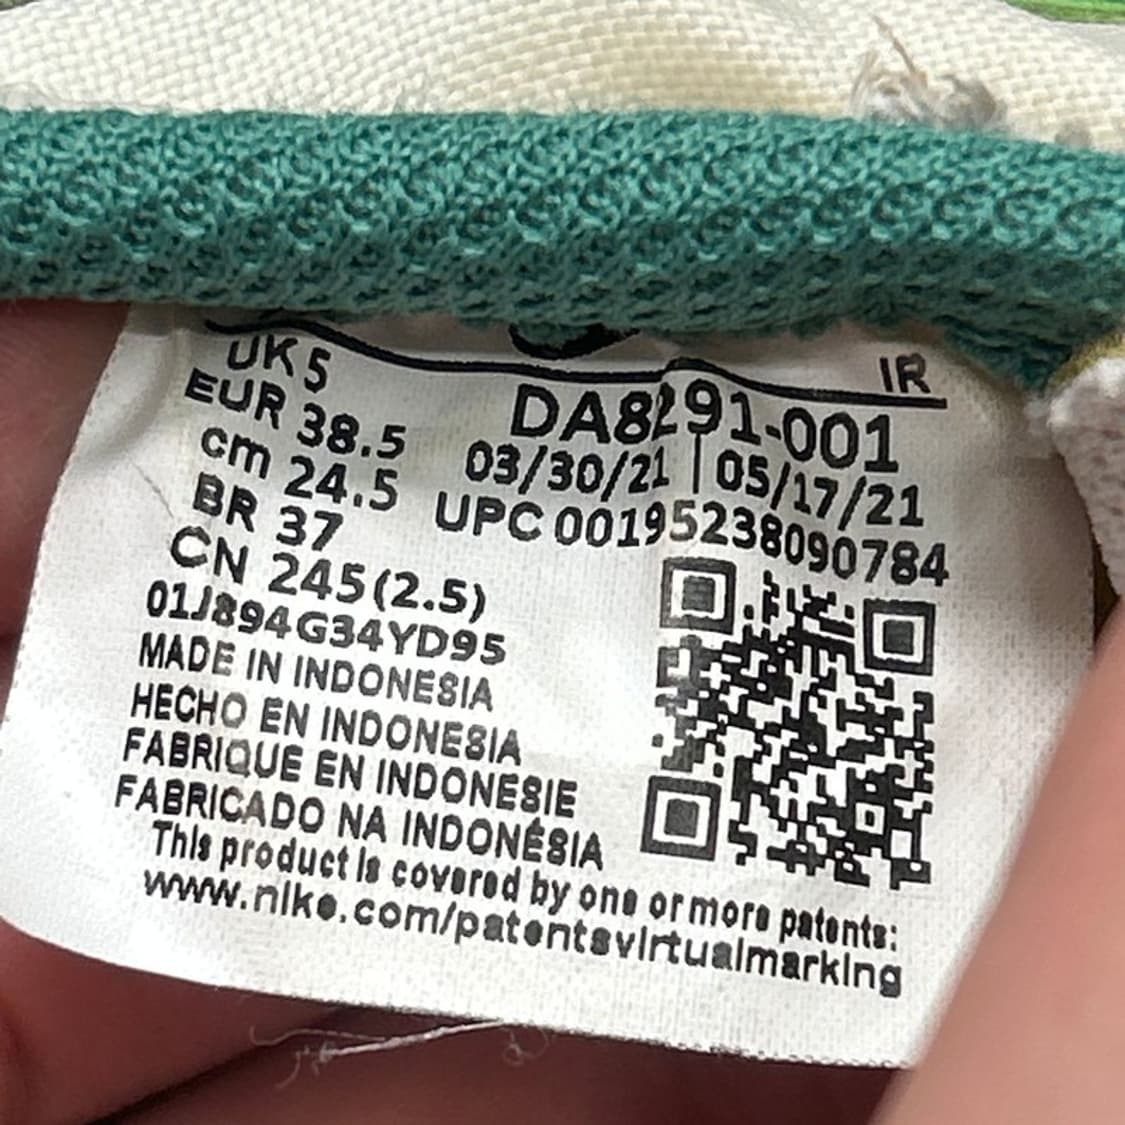 IR
UK 5
EUR 38.5
cm 24.5
BR 37
CN 245(2.5)
DA8291-001
03/30/21 | 05/17/21
UPC 00195238090784
01J894G34YD95
MADE IN INDONESIA
HECHO EN INDONESIA
FABRIQUE EN INDONESIE
FABRICADO NA INDONÉSIA
This product is covered by one or more patents:
www.nike.com/patentsvirtualmarking